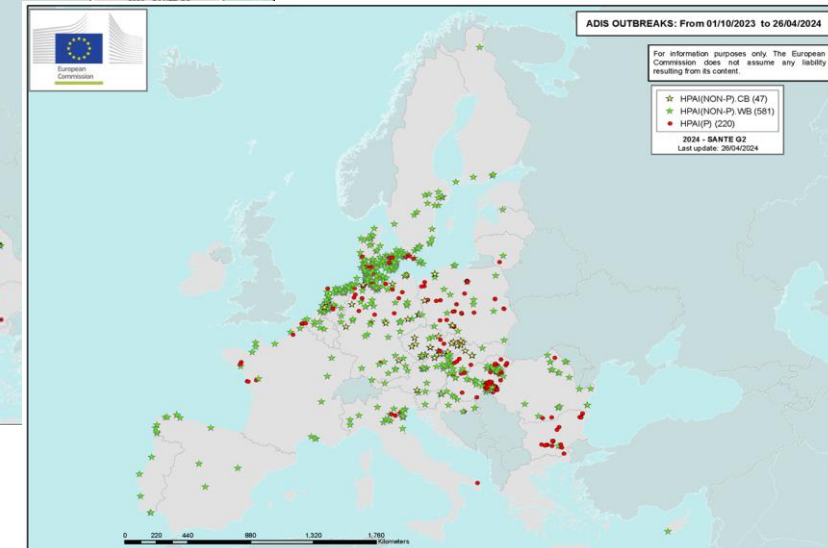 ADIS OUTBREAKS: From 01/10/2023 to 26/04/2024
European
Commission
For information purposes only. The European
Commission does not assume any liability
resulting from its content.
HPAI(NON-P).CB (47)
HPAI(NON-P).WB (581)
HPAI(P) (220)
2024 - SANTE G2
Last update: 26/04/2024
0 220 440 880 1,320 1,760
Kilometers